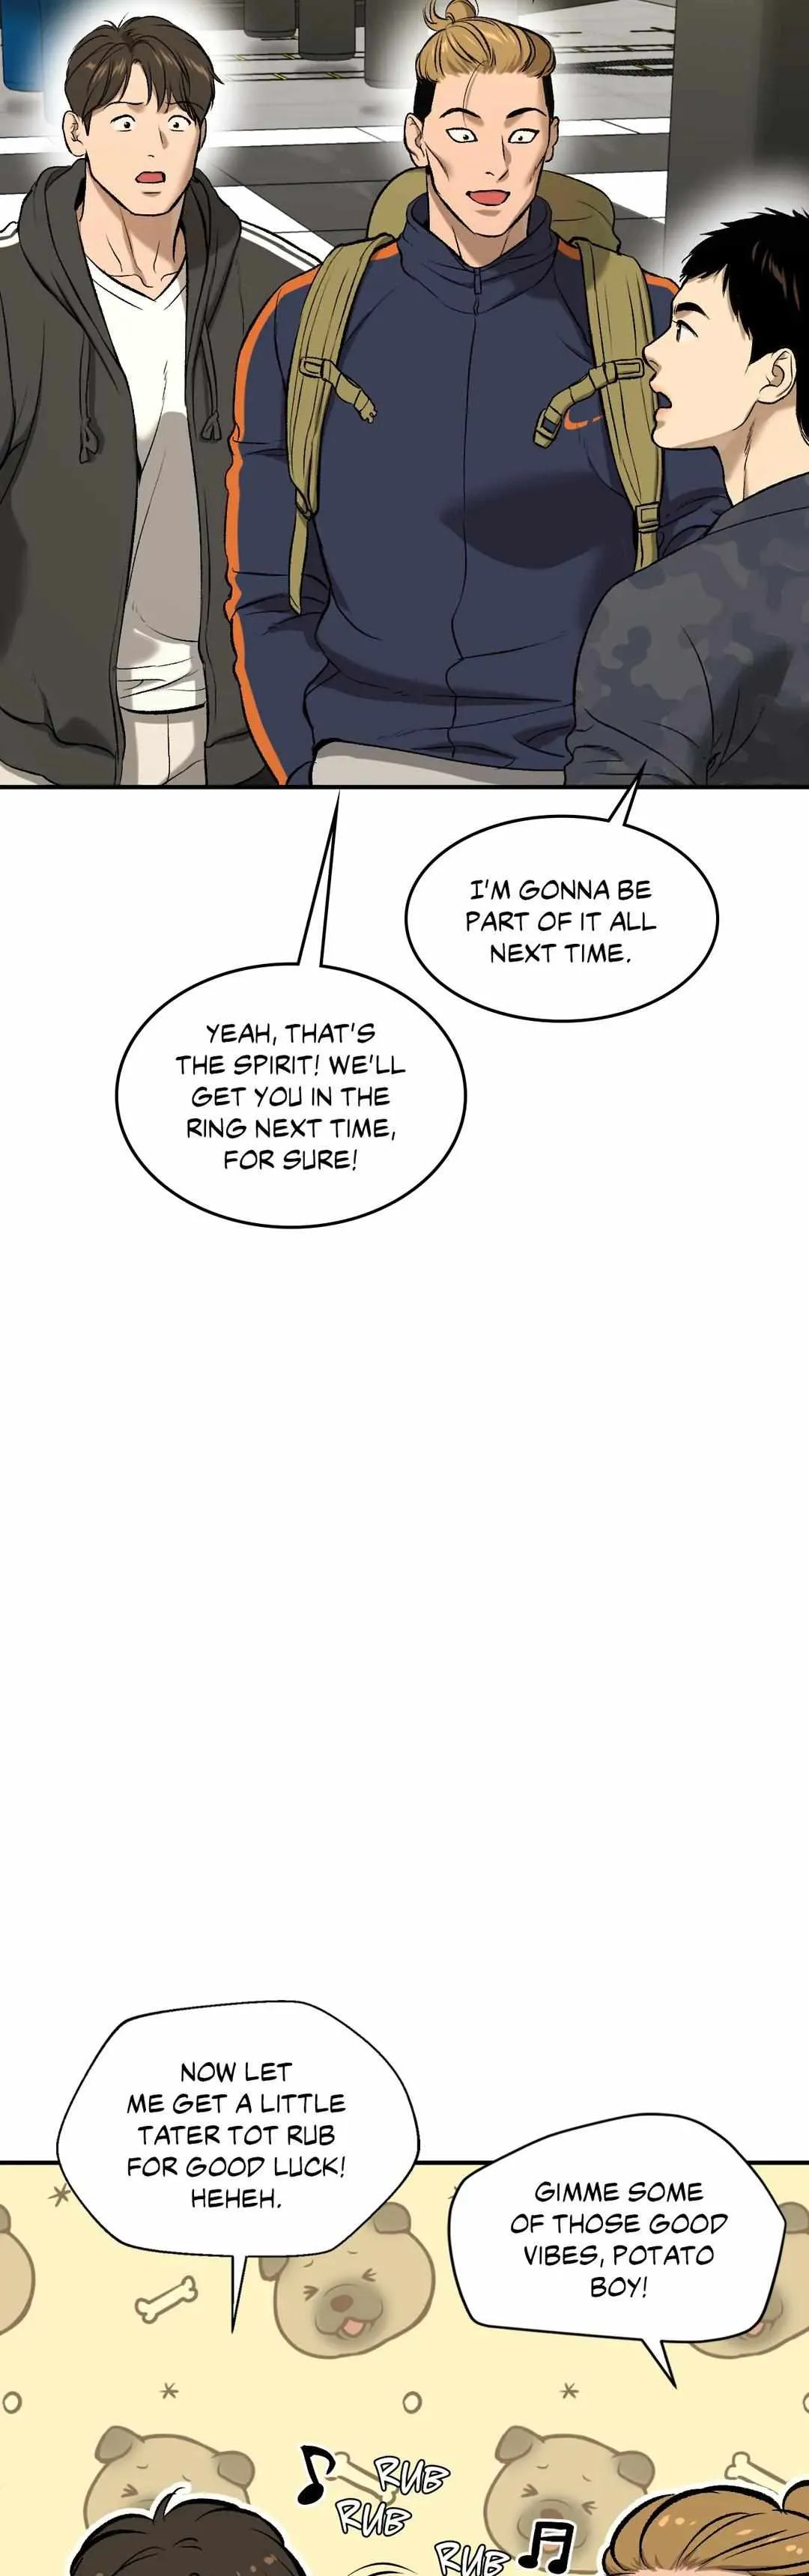 I'M GONNA BE
PART OF IT ALL
NEXT TIME.
YEAH, THAT'S
THE SPIRIT! WE'LL
GET YOU IN THE
RING NEXT TIME,
FOR SURE!
NOW LET
ME GET A LITTLE
TATER TOT RUB
FOR GOOD LUCK!
HEHEH.
GIMME SOME
OF THOSE GOOD
VIBES, POTATO
BOY!
RUB
RUB
RUB